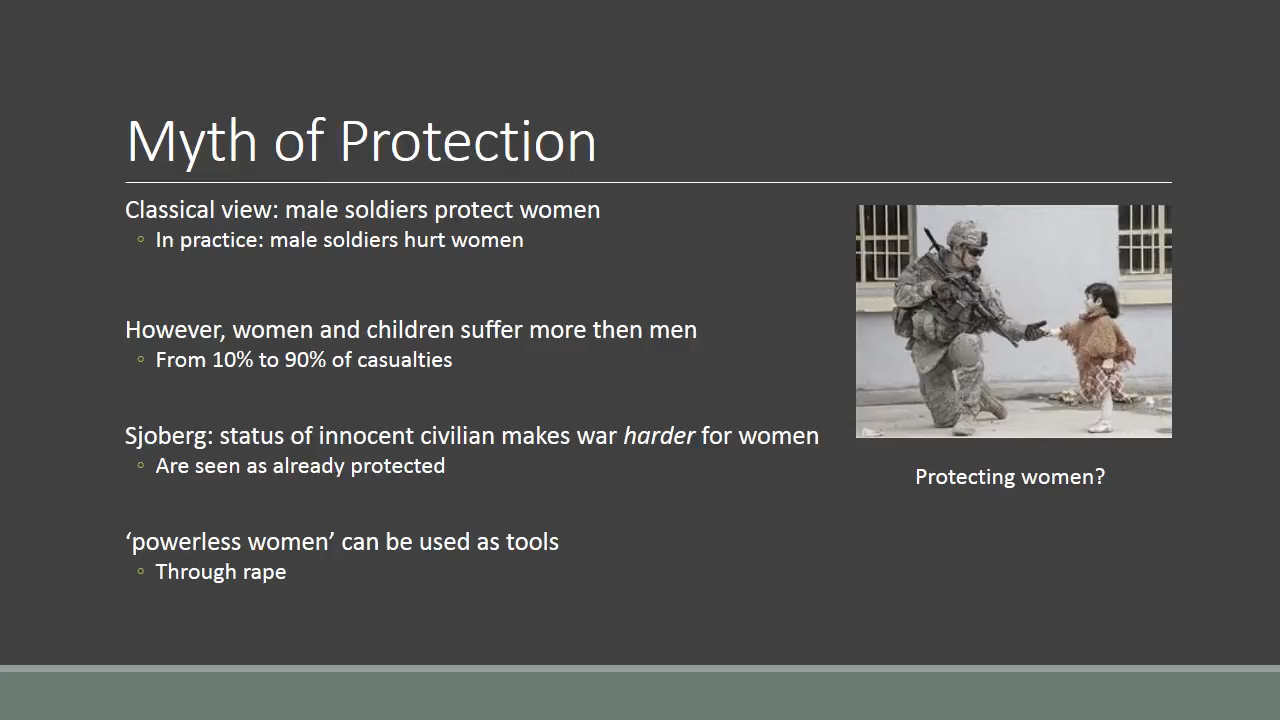 Myth of Protection
Classical view: male soldiers protect women
◦ In practice: male soldiers hurt women
However, women and children suffer more then men
◦ From 10% to 90% of casualties
Sjoberg: status of innocent civilian makes war harder for women
◦ Are seen as already protected
‘powerless women’ can be used as tools
◦ Through rape
Protecting women?